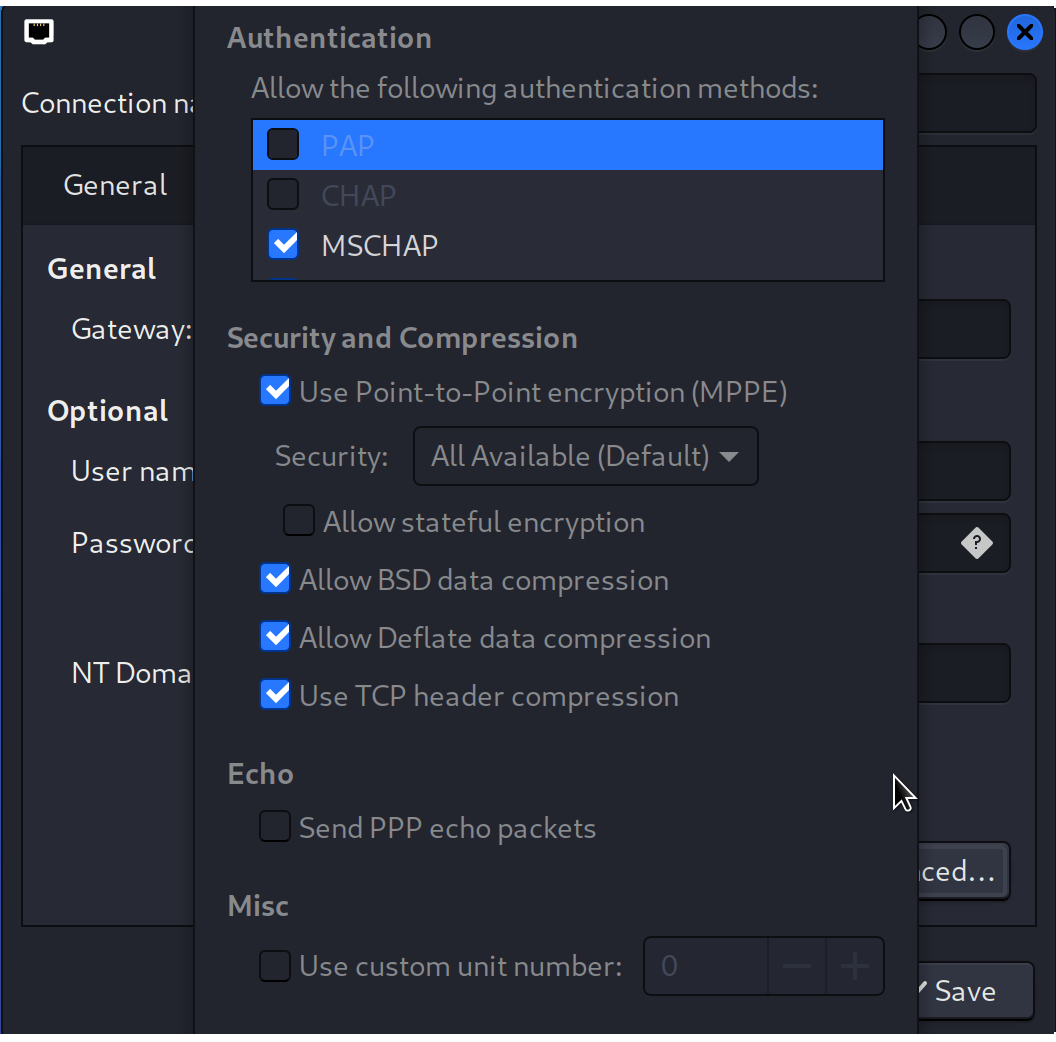 Authentication
Connection na
Allow the following authentication methods:
PAP
General
CHAP
MSCHAP
General
Gateway:
Security and Compression
Use Point-to-Point encryption (MPPE)
Optional
Security: All Available (Default)
User nam
Allow stateful encryption
Password
?
Allow BSD data compression
Allow Deflate data compression
NT Doma
Use TCP header compression
Echo
Send PPP echo packets
ced...
Misc
Use custom unit number: 0 − +
Save